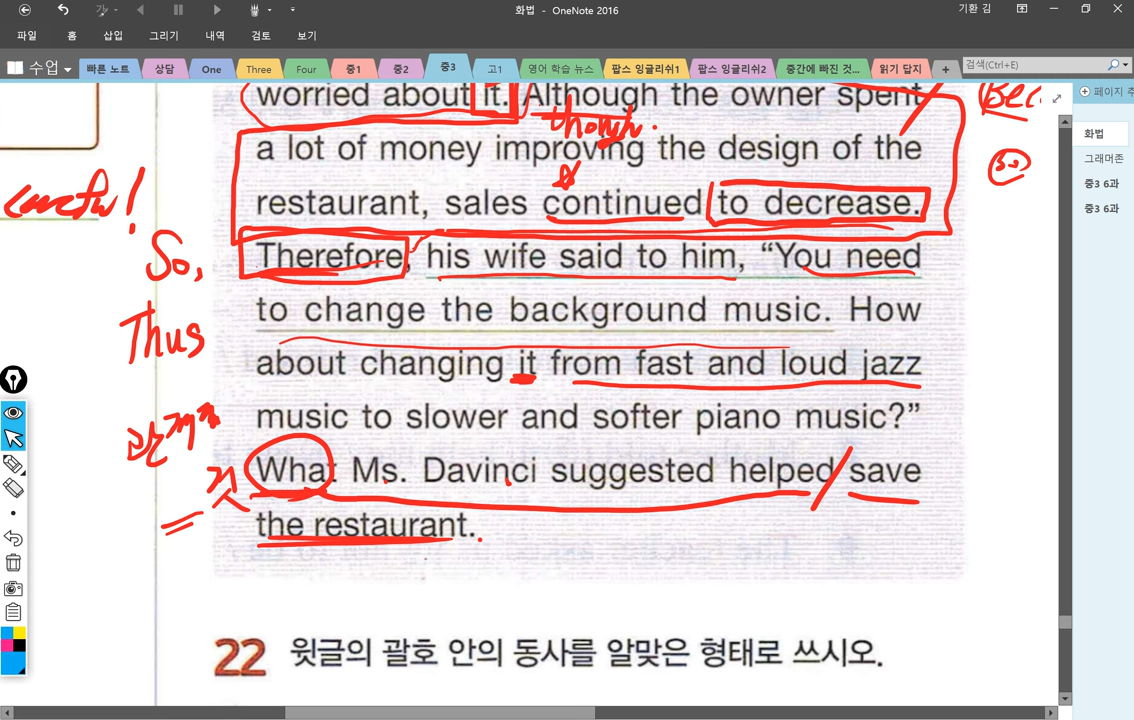 화법 - OneNote 2016
기환 김
파일 홈 삽입 그리기 내역 검토 보기
수업 빠른 노트 상담 One Three Four 중1 중2 중3 고1 영어 학습 뉴스 팝스 잉글리쉬1 팝스 잉글리쉬2 중간에 빠진 것... 읽기 답지 + 검색(Ctrl+E)
페이지 추
화법
그래머존
중3 6과
중3 6과
worried about it. Although the owner spent
though.
a lot of money improving the design of the
restaurant, sales continued to decrease.
So,
Therefore, his wife said to him, “You need
to change the background music. How
Thus
about changing it from fast and loud jazz
music to slower and softer piano music?”
What Ms. Davinci suggested helped save
것
the restaurant.
22 윗글의 괄호 안의 동사를 알맞은 형태로 쓰시오.